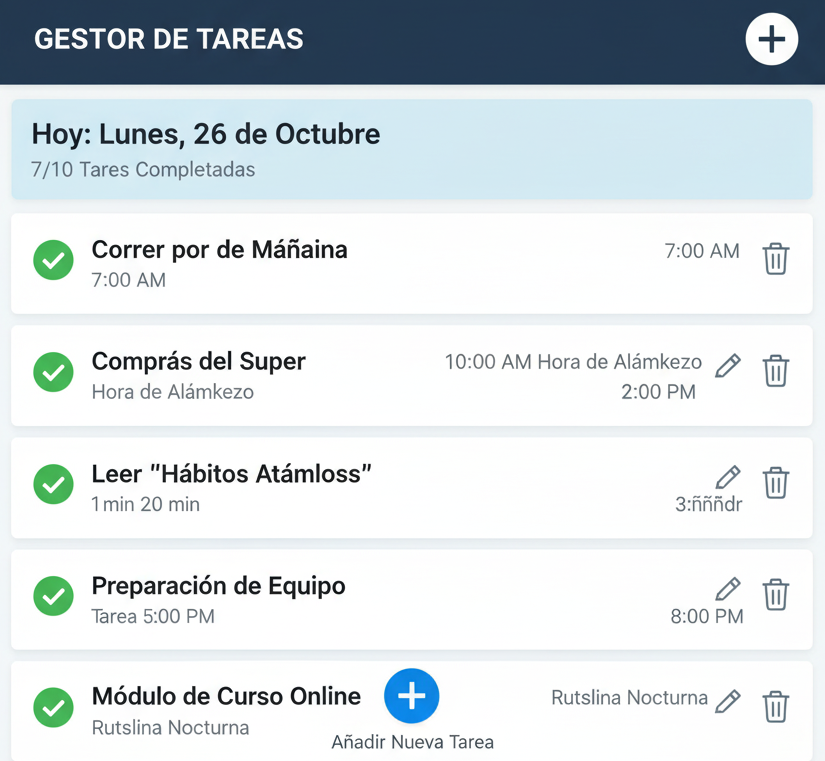 GESTOR DE TAREAS
Hoy: Lunes, 26 de Octubre
7/10 Tares Completadas
Correr por de Máñaina
7:00 AM
7:00 AM
Comprás del Super
Hora de Alámkezo
10:00 AM Hora de Alámkezo
2:00 PM
Leer "Hábitos Atámloss"
1 min 20 min
3:ñññdr
Preparación de Equipo
Tarea 5:00 PM
8:00 PM
Módulo de Curso Online
Rutslina Nocturna
Rutslina Nocturna
Añadir Nueva Tarea